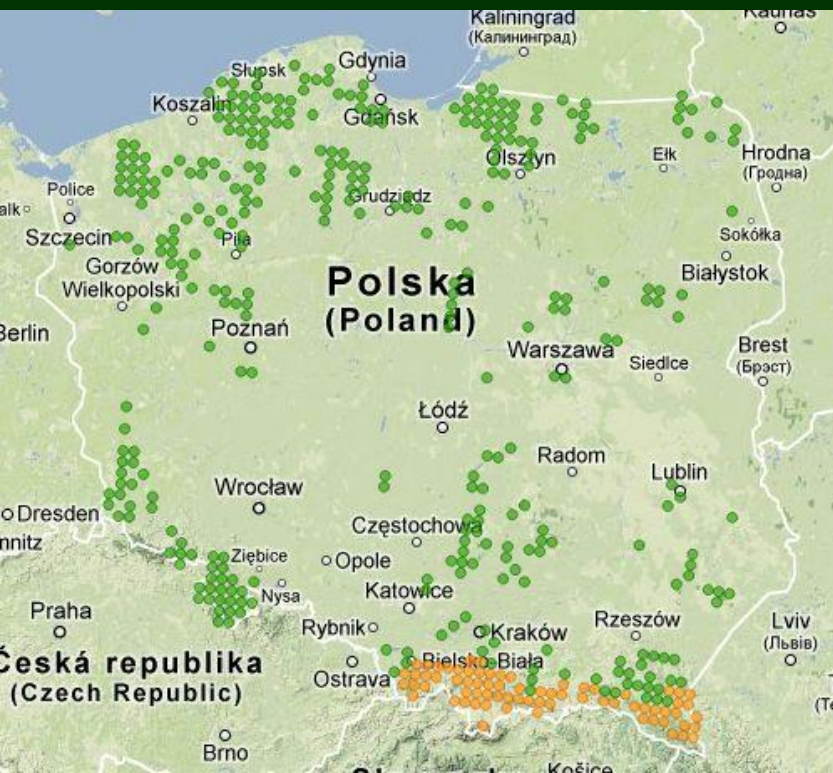 Kaliningrad
(Калининград)
Kaunas
Gdynia
Słupsk
Koszalin
Gdańsk
Olsztyn
Ełk
Hrodna
(Гродна)
Police
Grudziądz
Szczecin
Piła
Sokółka
Białystok
Gorzów
Wielkopolski
Polska
(Poland)
Berlin
Poznań
Warszawa
Siedlce
Brest
(Брэст)
Łódź
Radom
Lublin
Wrocław
Dresden
Częstochowa
Ziębice
Opole
Nysa
Katowice
Praha
Rybnik
Kraków
Rzeszów
Lviv
(Львів)
Česká republika
(Czech Republic)
Ostrava
Bielsko-Biała
Brno
Košice